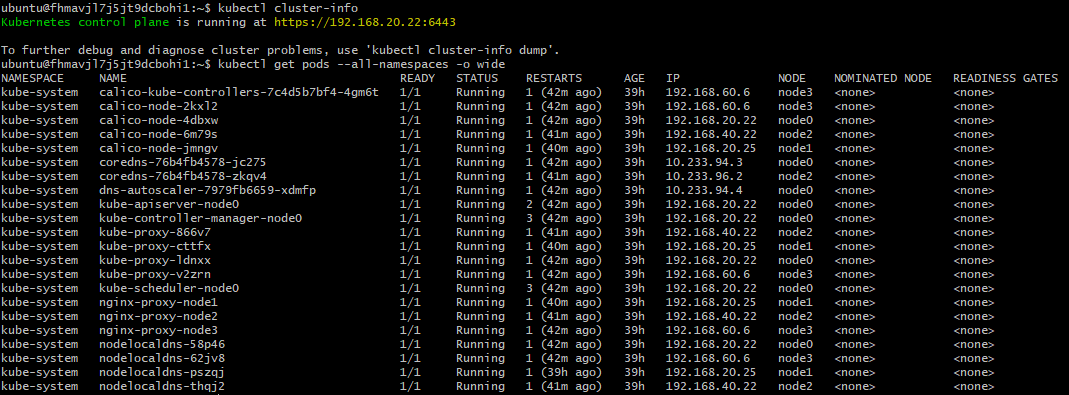 ubuntu@fhmavjl7j5jt9dcbohi1:~$ kubectl cluster-info
Kubernetes control plane is running at https://192.168.20.22:6443
To further debug and diagnose cluster problems, use 'kubectl cluster-info dump'.
ubuntu@fhmavjl7j5jt9dcbohi1:~$ kubectl get pods --all-namespaces -o wide
NAMESPACE NAME READY STATUS RESTARTS AGE IP NODE NOMINATED NODE READINESS GATES
kube-system calico-kube-controllers-7c4d5b7bf4-4gm6t 1/1 Running 1 (42m ago) 39h 192.168.60.6 node3 <none> <none>
kube-system calico-node-2kxl2 1/1 Running 1 (42m ago) 39h 192.168.60.6 node3 <none> <none>
kube-system calico-node-4dbxw 1/1 Running 1 (42m ago) 39h 192.168.20.22 node0 <none> <none>
kube-system calico-node-6m79s 1/1 Running 1 (41m ago) 39h 192.168.40.22 node2 <none> <none>
kube-system calico-node-jmngv 1/1 Running 1 (40m ago) 39h 192.168.20.25 node1 <none> <none>
kube-system coredns-76b4fb4578-jc275 1/1 Running 1 (42m ago) 39h 10.233.94.3 node0 <none> <none>
kube-system coredns-76b4fb4578-zkqv4 1/1 Running 1 (41m ago) 39h 10.233.96.2 node2 <none> <none>
kube-system dns-autoscaler-7979fb6659-xdmfp 1/1 Running 1 (42m ago) 39h 10.233.94.4 node0 <none> <none>
kube-system kube-apiserver-node0 1/1 Running 2 (42m ago) 39h 192.168.20.22 node0 <none> <none>
kube-system kube-controller-manager-node0 1/1 Running 3 (42m ago) 39h 192.168.20.22 node0 <none> <none>
kube-system kube-proxy-866v7 1/1 Running 1 (41m ago) 39h 192.168.40.22 node2 <none> <none>
kube-system kube-proxy-cttfx 1/1 Running 1 (40m ago) 39h 192.168.20.25 node1 <none> <none>
kube-system kube-proxy-ldnxx 1/1 Running 1 (42m ago) 39h 192.168.20.22 node0 <none> <none>
kube-system kube-proxy-v2zrn 1/1 Running 1 (42m ago) 39h 192.168.60.6 node3 <none> <none>
kube-system kube-scheduler-node0 1/1 Running 3 (42m ago) 39h 192.168.20.22 node0 <none> <none>
kube-system nginx-proxy-node1 1/1 Running 1 (40m ago) 39h 192.168.20.25 node1 <none> <none>
kube-system nginx-proxy-node2 1/1 Running 1 (41m ago) 39h 192.168.40.22 node2 <none> <none>
kube-system nginx-proxy-node3 1/1 Running 1 (42m ago) 39h 192.168.60.6 node3 <none> <none>
kube-system nodelocaldns-58p46 1/1 Running 1 (42m ago) 39h 192.168.20.22 node0 <none> <none>
kube-system nodelocaldns-62jv8 1/1 Running 1 (42m ago) 39h 192.168.60.6 node3 <none> <none>
kube-system nodelocaldns-pszqj 1/1 Running 1 (39h ago) 39h 192.168.20.25 node1 <none> <none>
kube-system nodelocaldns-thqj2 1/1 Running 1 (41m ago) 39h 192.168.40.22 node2 <none> <none>